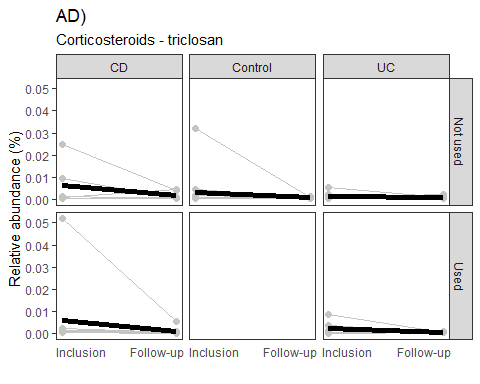 AD)
Corticosteroids - triclosan
CD Control UC
0.05
0.04
0.03
0.02
0.01
0.00
Not used
Relative abundance (%)
0.05
0.04
0.03
0.02
0.01
0.00
Used
Inclusion Follow-up Inclusion Follow-up Inclusion Follow-up